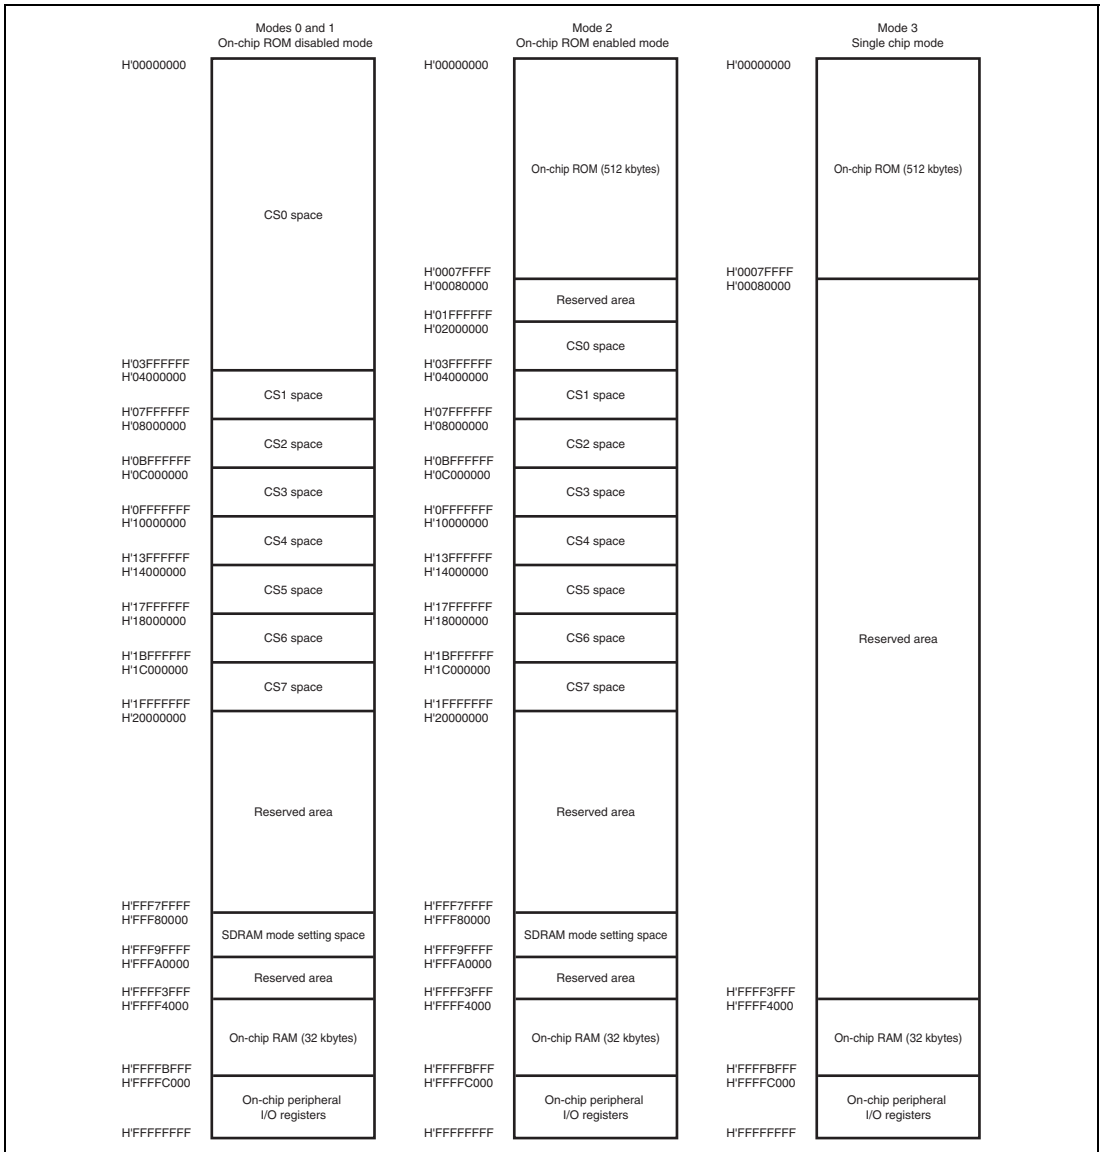 Modes 0 and 1
On-chip ROM disabled mode
H'00000000
CS0 space
H'03FFFFFF
H'04000000
CS1 space
H'07FFFFFF
H'08000000
CS2 space
H'0BFFFFFF
H'0C000000
CS3 space
H'0FFFFFFF
H'10000000
CS4 space
H'13FFFFFF
H'14000000
CS5 space
H'17FFFFFF
H'18000000
CS6 space
H'1BFFFFFF
H'1C000000
CS7 space
H'1FFFFFFF
H'20000000
Reserved area
H'FFF7FFFF
H'FFF80000
SDRAM mode setting space
H'FFF9FFFF
H'FFFA0000
Reserved area
H'FFFF3FFF
H'FFFF4000
On-chip RAM (32 kbytes)
H'FFFFBFFF
H'FFFFC000
On-chip peripheral
I/O registers
H'FFFFFFFF
Mode 2
On-chip ROM enabled mode
H'00000000
On-chip ROM (512 kbytes)
H'0007FFFF
H'00080000
Reserved area
H'01FFFFFF
H'02000000
CS0 space
H'03FFFFFF
H'04000000
CS1 space
H'07FFFFFF
H'08000000
CS2 space
H'0BFFFFFF
H'0C000000
CS3 space
H'0FFFFFFF
H'10000000
CS4 space
H'13FFFFFF
H'14000000
CS5 space
H'17FFFFFF
H'18000000
CS6 space
H'1BFFFFFF
H'1C000000
CS7 space
H'1FFFFFFF
H'20000000
Reserved area
H'FFF7FFFF
H'FFF80000
SDRAM mode setting space
H'FFF9FFFF
H'FFFA0000
Reserved area
H'FFFF3FFF
H'FFFF4000
On-chip RAM (32 kbytes)
H'FFFFBFFF
H'FFFFC000
On-chip peripheral
I/O registers
H'FFFFFFFF
Mode 3
Single chip mode
H'00000000
On-chip ROM (512 kbytes)
H'0007FFFF
H'00080000
Reserved area
H'FFFF3FFF
H'FFFF4000
On-chip RAM (32 kbytes)
H'FFFFBFFF
H'FFFFC000
On-chip peripheral
I/O registers
H'FFFFFFFF